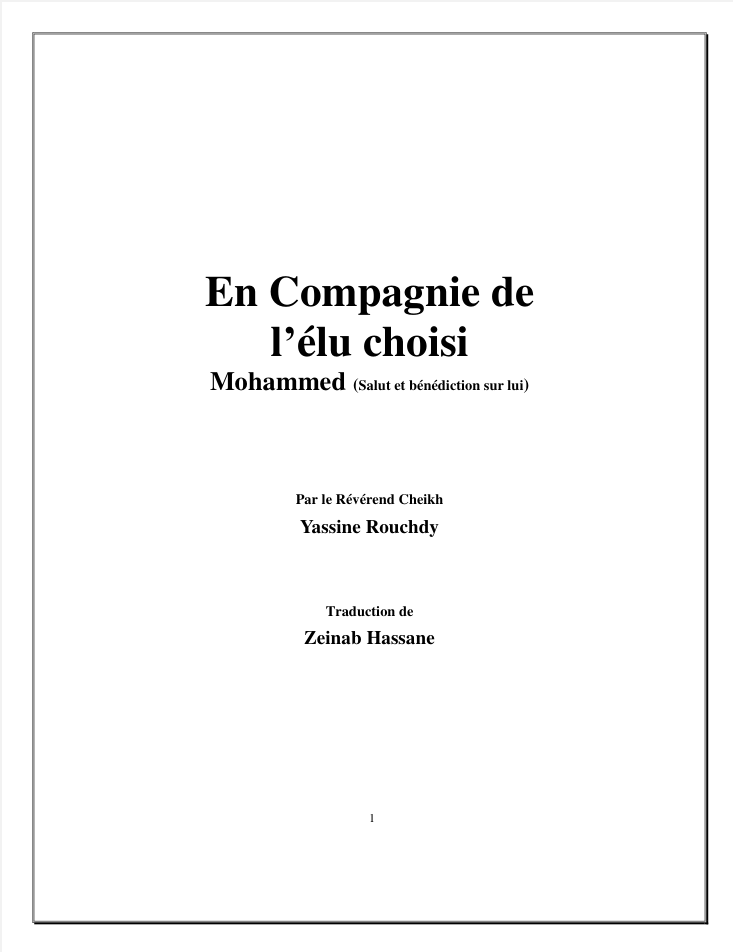 En Compagnie de
l’élu choisi
Mohammed (Salut et bénédiction sur lui)
Par le Révérend Cheikh
Yassine Rouchdy
Traduction de
Zeinab Hassane
I